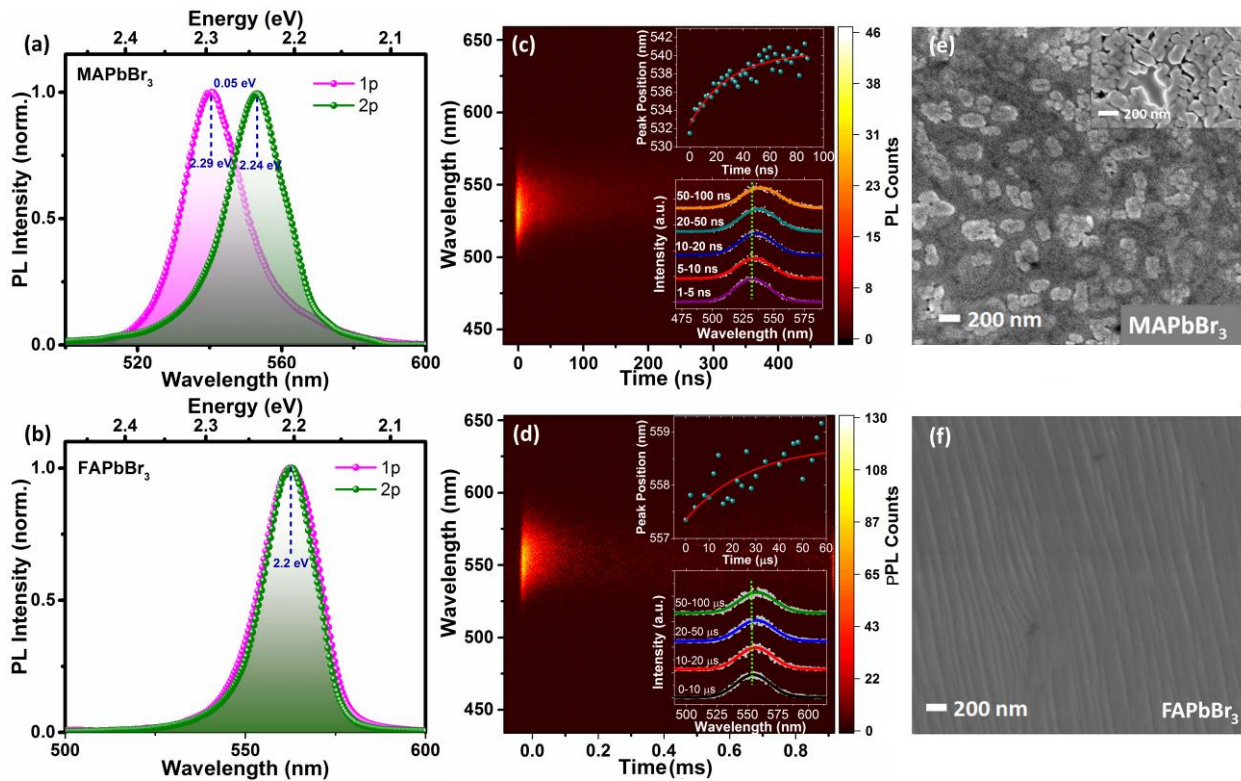 Energy (eV)
2.4 2.3 2.2 2.1
(a)
MAPbBr3
1p
2p
0.05 eV
2.29 eV
2.24 eV
PL Intensity (norm.)
1.0
0.5
0.0
520 560 600
Wavelength (nm)
(c)
Wavelength (nm)
650
600
550
500
450
0 100 200 300 400
Time (ns)
Peak Position (nm)
542
540
538
536
534
532
530
0 20 40 60 80 100
Time (ns)
Intensity (a.u.)
50-100 ns
20-50 ns
10-20 ns
5-10 ns
1-5 ns
475 500 525 550 575
Wavelength (nm)
46
38
31
23
15
8
0
PL Counts
(e)
200 nm
200 nm
MAPbBr3
Energy (eV)
2.4 2.3 2.2 2.1
(b)
FAPbBr3
1p
2p
2.2 eV
PL Intensity (norm.)
1.0
0.5
0.0
500 550 600
Wavelength (nm)
(d)
Wavelength (nm)
650
600
550
500
450
0.0 0.2 0.4 0.6 0.8
Time (ms)
Peak Position (nm)
559
558
557
0 10 20 30 40 50 60
Time (μs)
Intensity (a.u.)
50-100 μs
20-50 μs
10-20 μs
0-10 μs
500 525 550 575 600
Wavelength (nm)
130
108
87
65
43
22
0
pPL Counts
(f)
200 nm
FAPbBr3